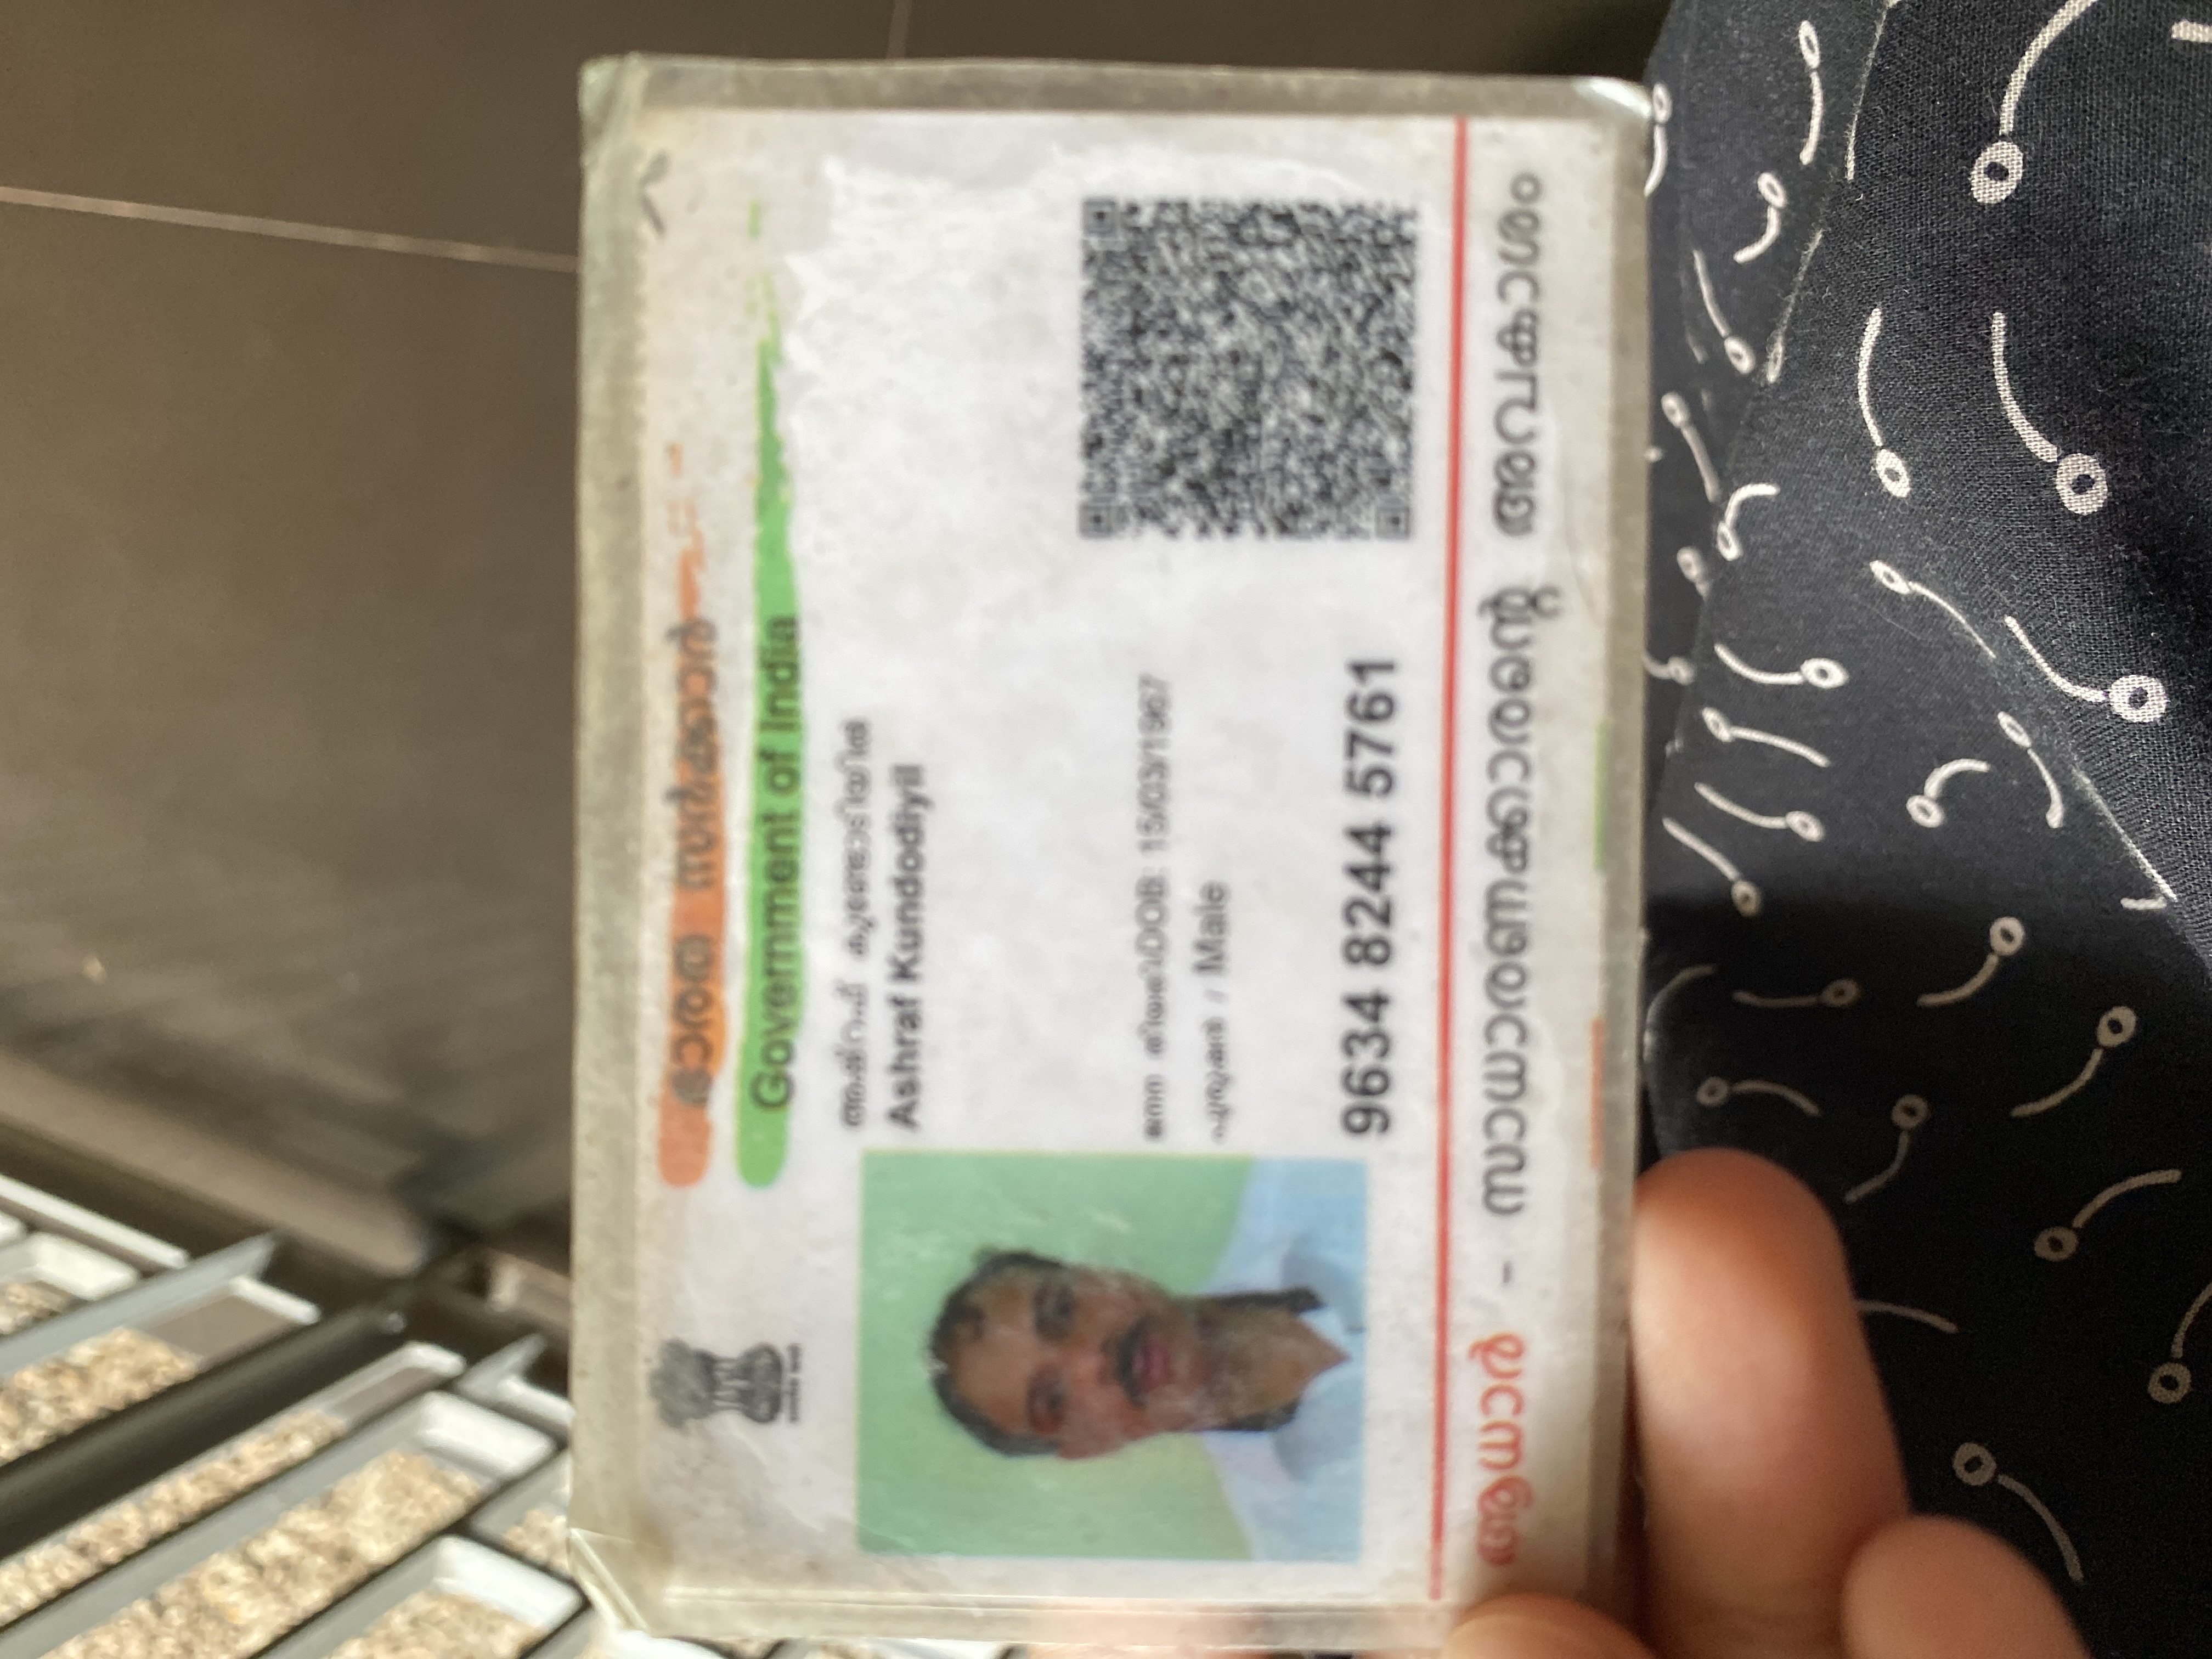 ഭാരത സർക്കാർ
Government of India
അഷ്റഫ് കുണ്ടോടിയിൽ
Ashraf Kundodiyil
ജനന തിയതി\DOB: 15/03/1967
പുരുഷൻ / Male
9634 8244 5761
ആധാർ - സാധാരണക്കാരന്റെ അവകാശം